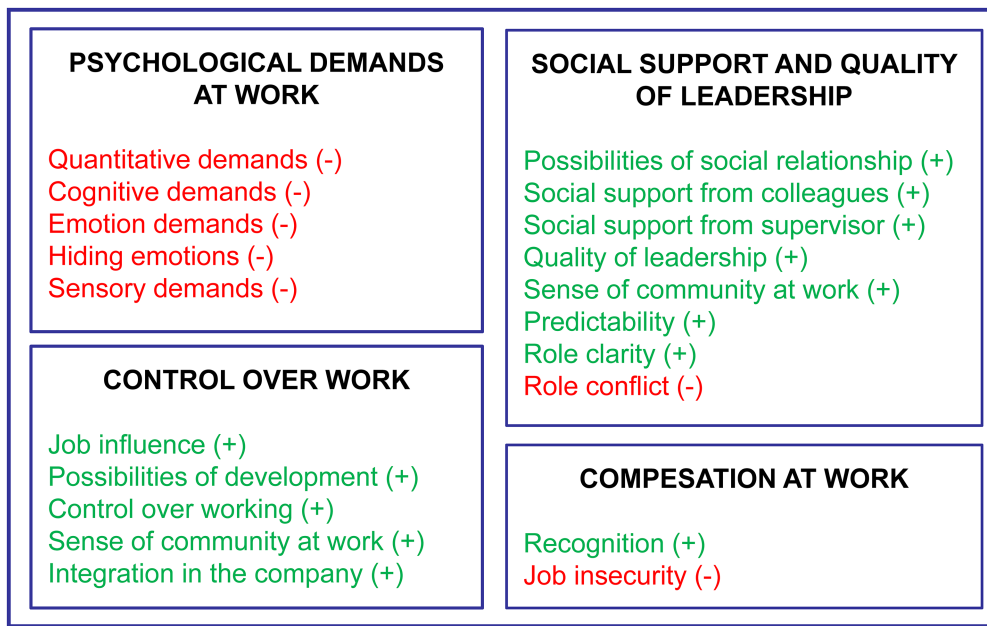 PSYCHOLOGICAL DEMANDS
AT WORK
Quantitative demands (-)
Cognitive demands (-)
Emotion demands (-)
Hiding emotions (-)
Sensory demands (-)
CONTROL OVER WORK
Job influence (+)
Possibilities of development (+)
Control over working (+)
Sense of community at work (+)
Integration in the company (+)
SOCIAL SUPPORT AND QUALITY
OF LEADERSHIP
Possibilities of social relationship (+)
Social support from colleagues (+)
Social support from supervisor (+)
Quality of leadership (+)
Sense of community at work (+)
Predictability (+)
Role clarity (+)
Role conflict (-)
COMPESATION AT WORK
Recognition (+)
Job insecurity (-)